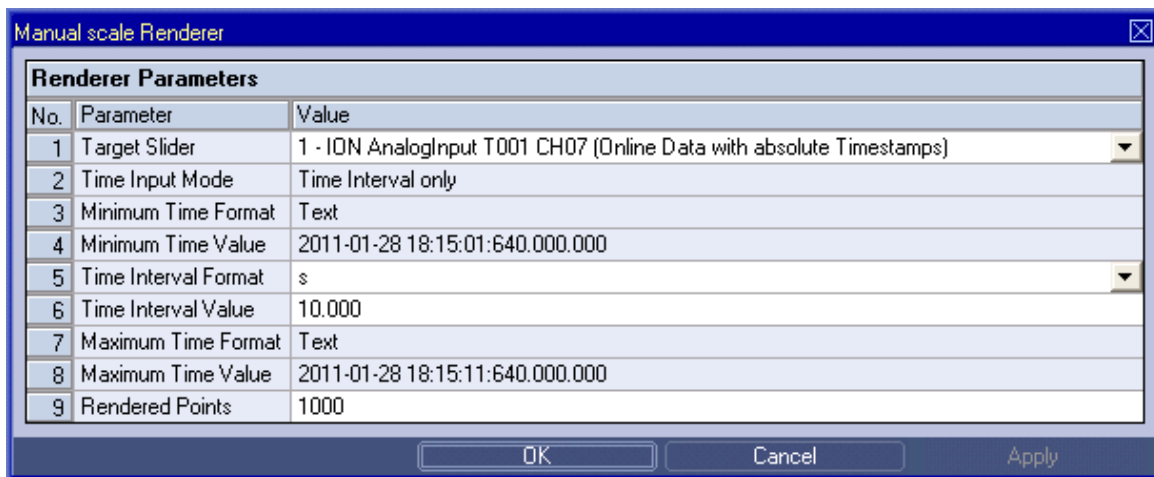 Manual scale Renderer
Renderer Parameters
No. Parameter Value
1 Target Slider 1 - ION AnalogInput T001 CH07 (Online Data with absolute Timestamps)
2 Time Input Mode Time Interval only
3 Minimum Time Format Text
4 Minimum Time Value 2011-01-28 18:15:01:640.000.000
5 Time Interval Format s
6 Time Interval Value 10.000
7 Maximum Time Format Text
8 Maximum Time Value 2011-01-28 18:15:11:640.000.000
9 Rendered Points 1000
OK Cancel Apply